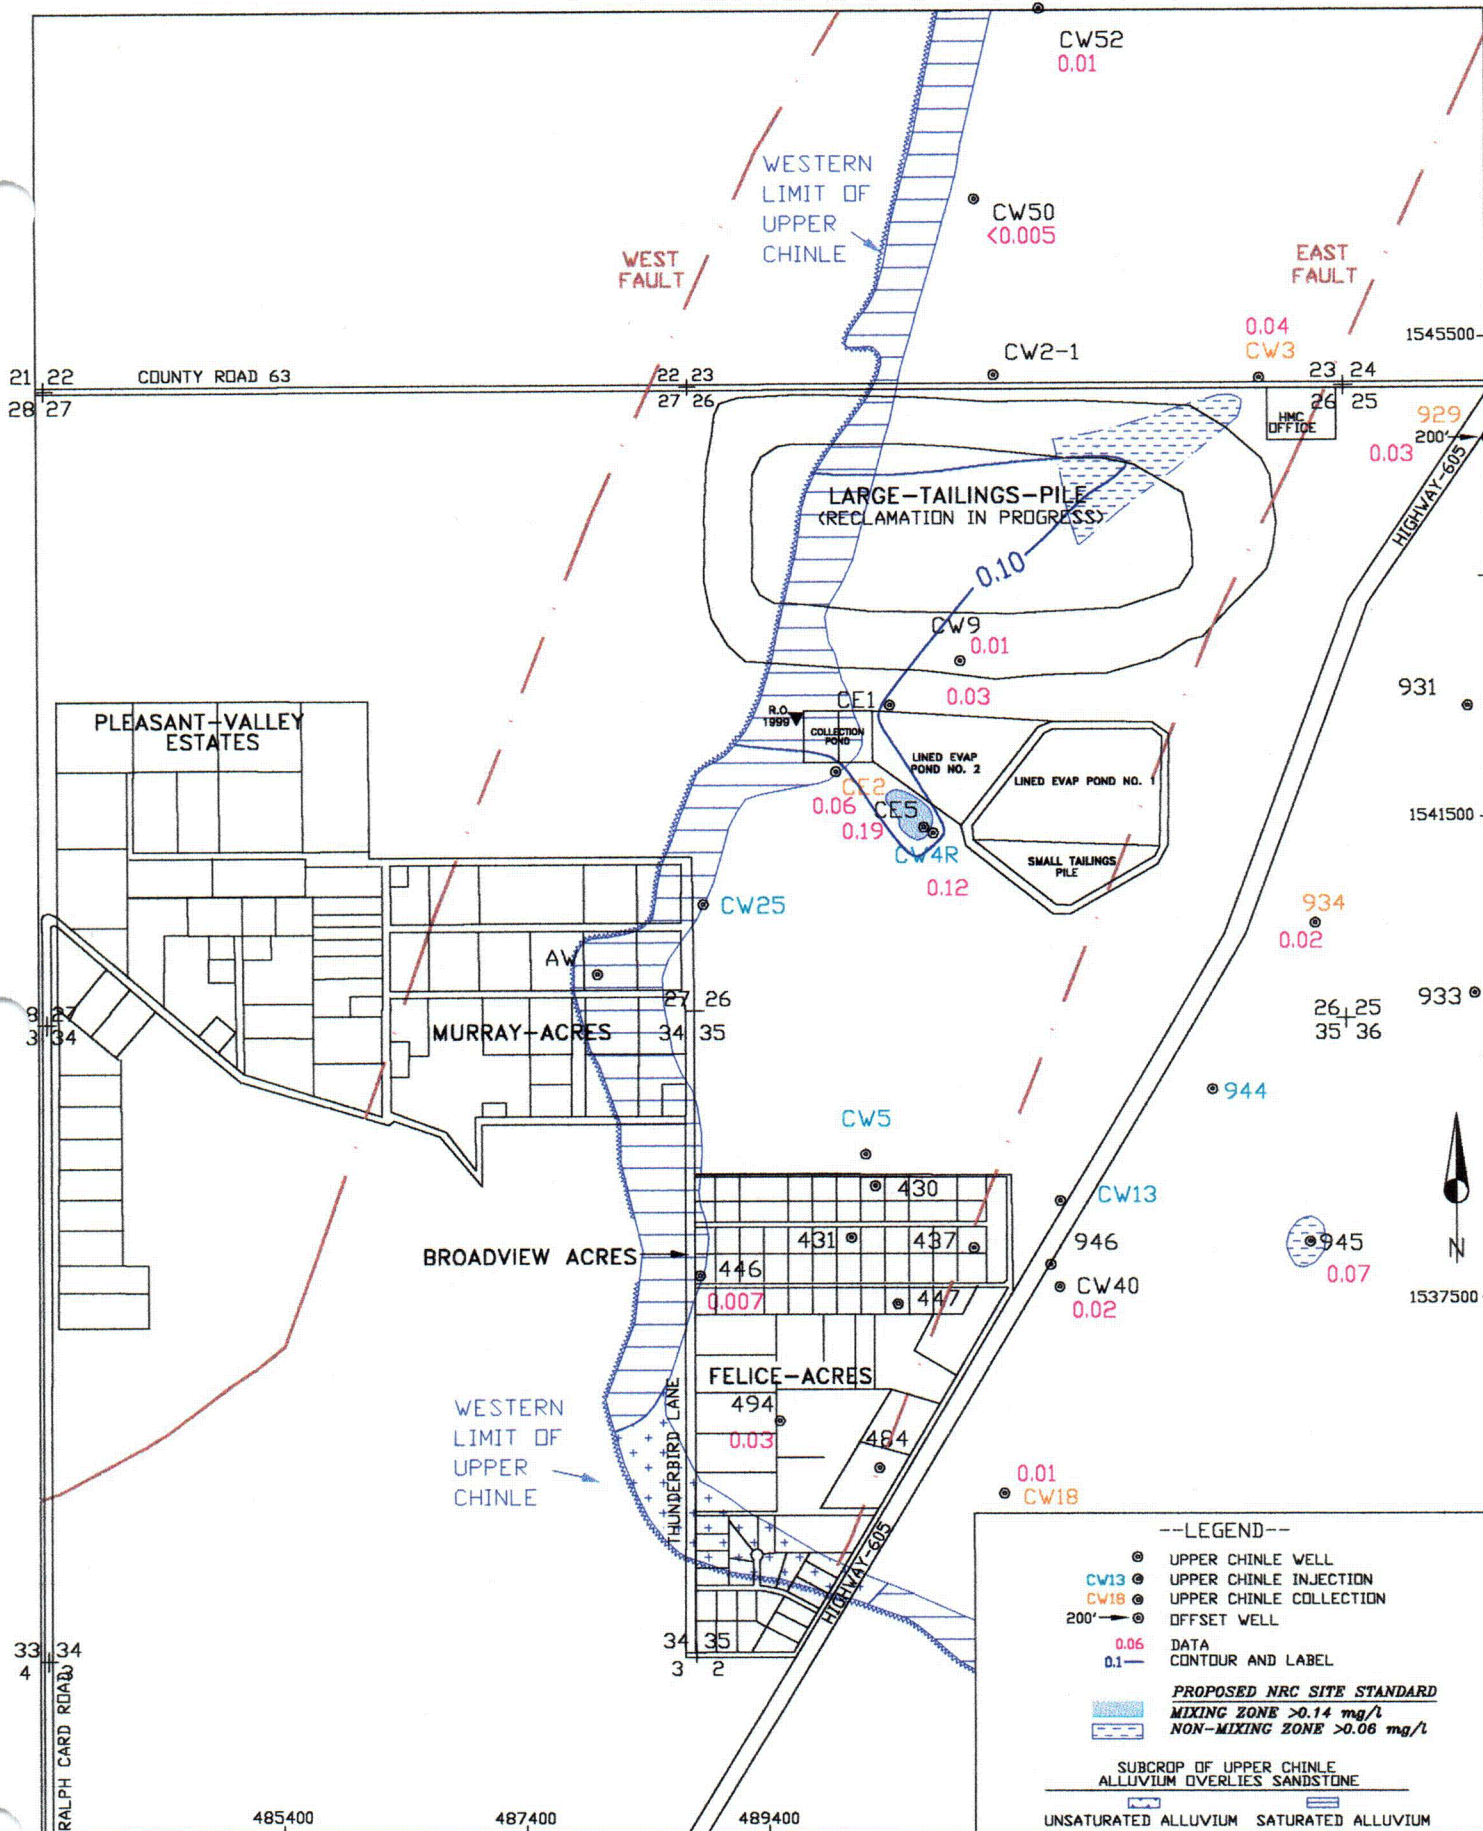 CW52
0.01
WESTERN
LIMIT OF
UPPER
CHINLE
CW50
<0.005
WEST
FAULT
EAST
FAULT
0.04
CW3
1545500
CW2-1
21 22
COUNTY ROAD 63
22 23
23 24
28 27
27 26
26 25
HMC
OFFICE
929
200'
0.03
HIGHWAY-605
LARGE-TAILINGS-PILE
(RECLAMATION IN PROGRESS)
0.10
CW9
0.01
CE1
0.03
931
R.O.
1999
COLLECTION
POND
PLEASANT-VALLEY
ESTATES
LINED EVAP
POND NO. 2
LINED EVAP POND NO. 1
CE2
0.06
CE5
0.19
1541500
CW4R
0.12
SMALL TAILINGS
PILE
CW25
934
0.02
AW
27 26
34 35
933
26 25
35 36
8 27
3 34
MURRAY-ACRES
944
CW5
430
CW13
431
437
946
945
0.07
N
BROADVIEW ACRES
446
0.007
447
CW40
0.02
1537500
FELICE-ACRES
THUNDERBIRD LANE
494
0.03
484
WESTERN
LIMIT OF
UPPER
CHINLE
0.01
CW18
HIGHWAY-605
33 34
4 3
34 35
3 2
RALPH CARD ROAD
485400
487400
489400
--LEGEND--
UPPER CHINLE WELL
CW13 UPPER CHINLE INJECTION
CW18 UPPER CHINLE COLLECTION
200' OFFSET WELL
0.06 DATA
0.1 CONTOUR AND LABEL
PROPOSED NRC SITE STANDARD
MIXING ZONE >0.14 mg/l
NON-MIXING ZONE >0.06 mg/l
SUBCROP OF UPPER CHINLE
ALLUVIUM OVERLIES SANDSTONE
UNSATURATED ALLUVIUM SATURATED ALLUVIUM